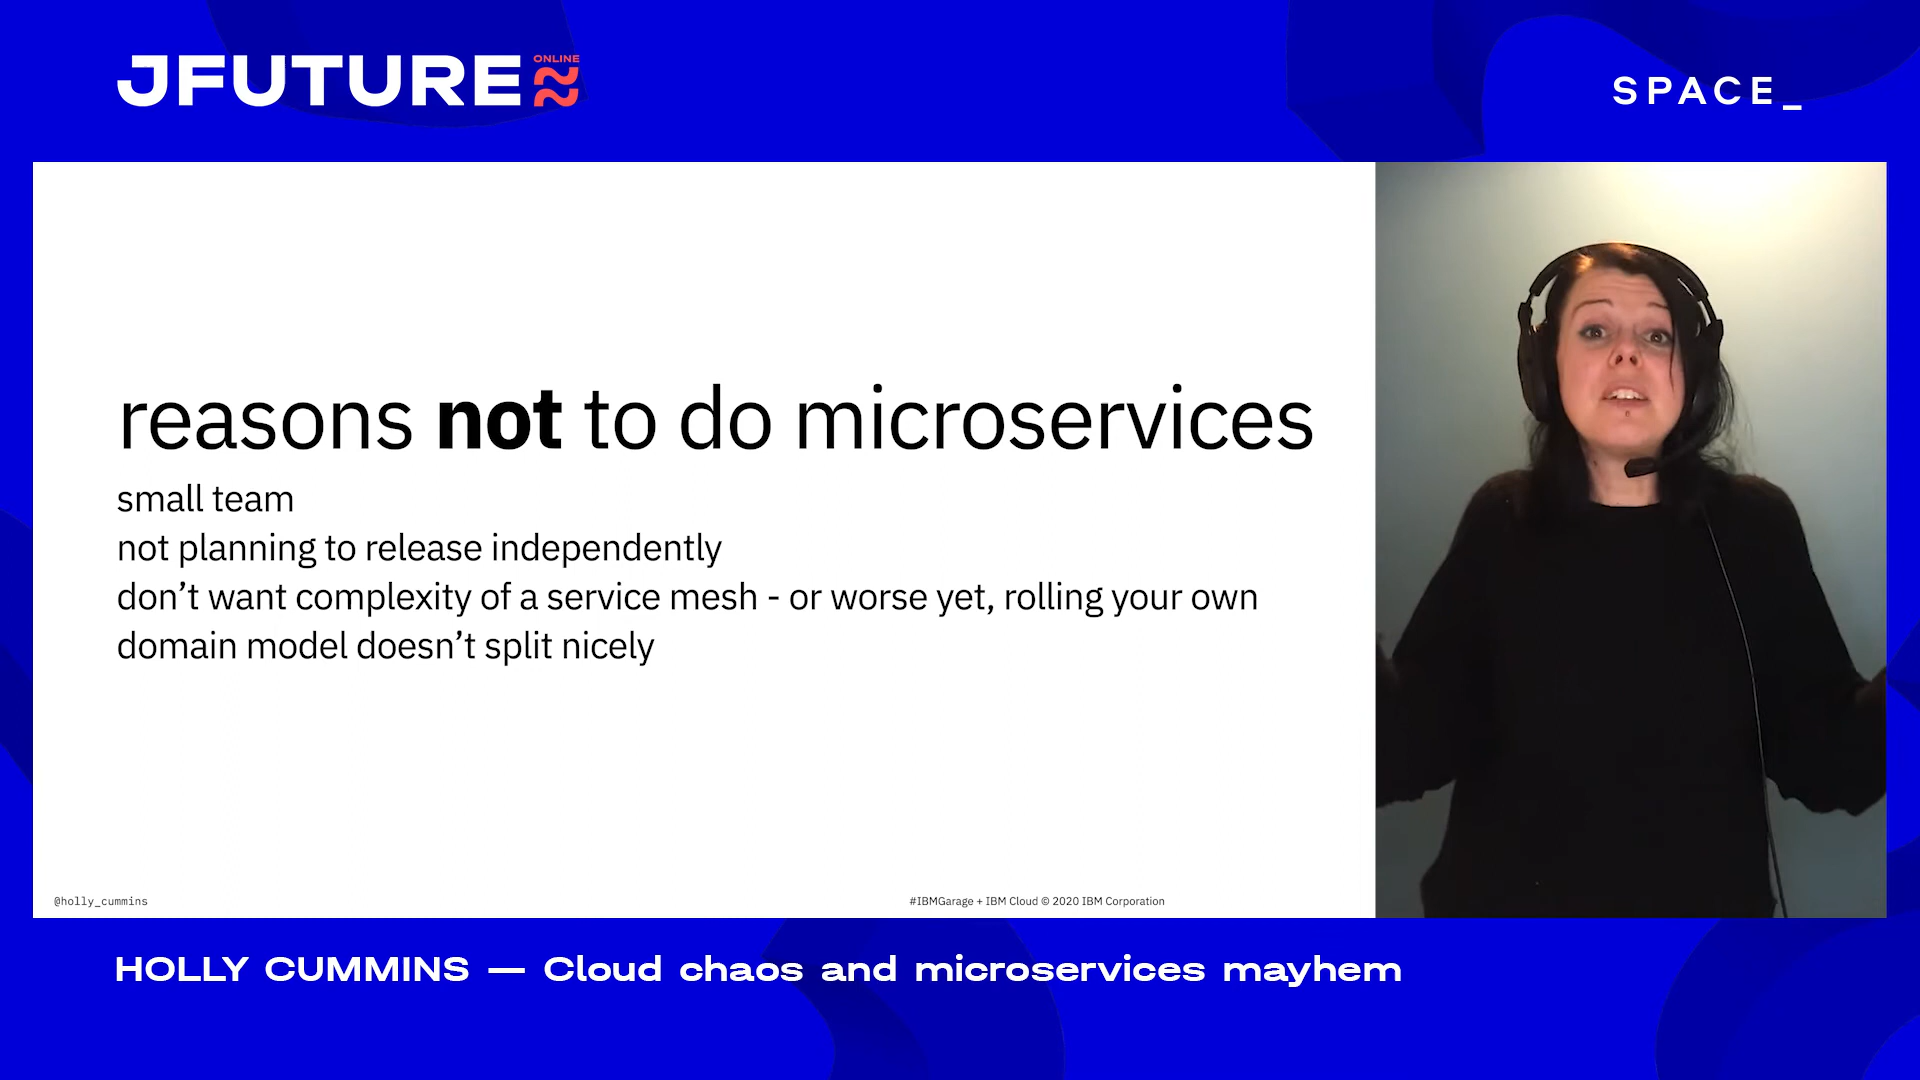 JFUTURE ONLINE
SPACE_
reasons not to do microservices
small team
not planning to release independently
don’t want complexity of a service mesh - or worse yet, rolling your own
domain model doesn’t split nicely
@holly_cummins
#IBMGarage + IBM Cloud © 2020 IBM Corporation
HOLLY CUMMINS — Cloud chaos and microservices mayhem